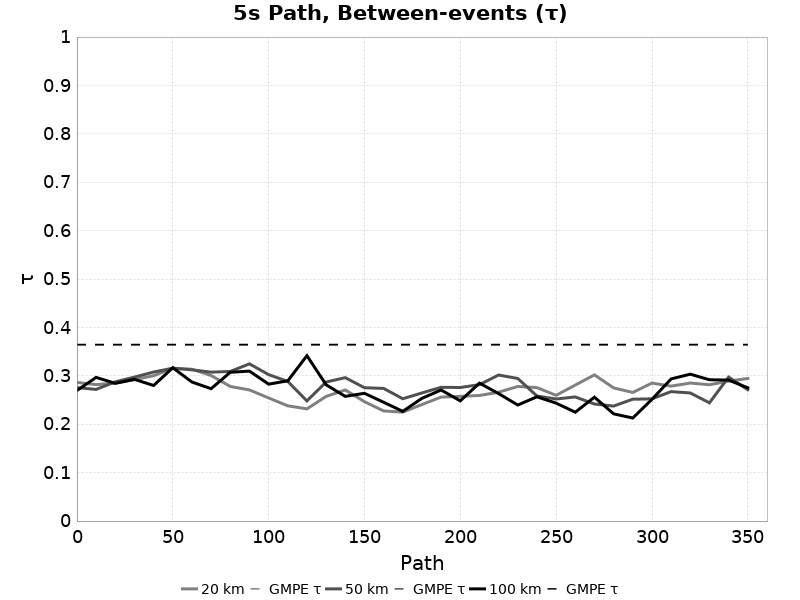 5s Path, Between-events (τ)
1
0.9
0.8
0.7
0.6
0.5
0.4
0.3
0.2
0.1
0
τ
0 50 100 150 200 250 300 350
Path
20 km GMPE τ 50 km GMPE τ 100 km GMPE τ